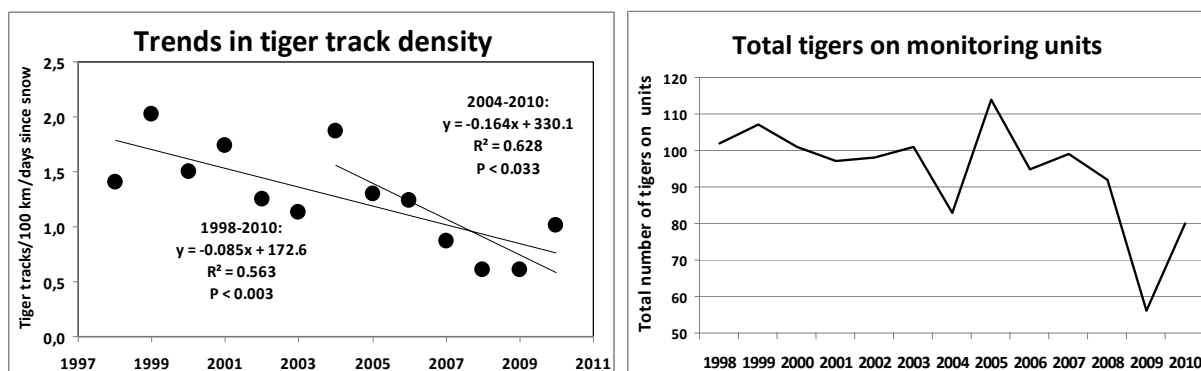 Trends in tiger track density
Tiger tracks/100 km/days since snow
2,5
2,0
1,5
1,0
0,5
0,0
2004-2010:
y = -0.164x + 330.1
R² = 0.628
P < 0.033
1998-2010:
y = -0.085x + 172.6
R² = 0.563
P < 0.003
1997 1999 2001 2003 2005 2007 2009 2011
Total tigers on monitoring units
Total number of tigers on units
120
110
100
90
80
70
60
50
1998 1999 2000 2001 2002 2003 2004 2005 2006 2007 2008 2009 2010